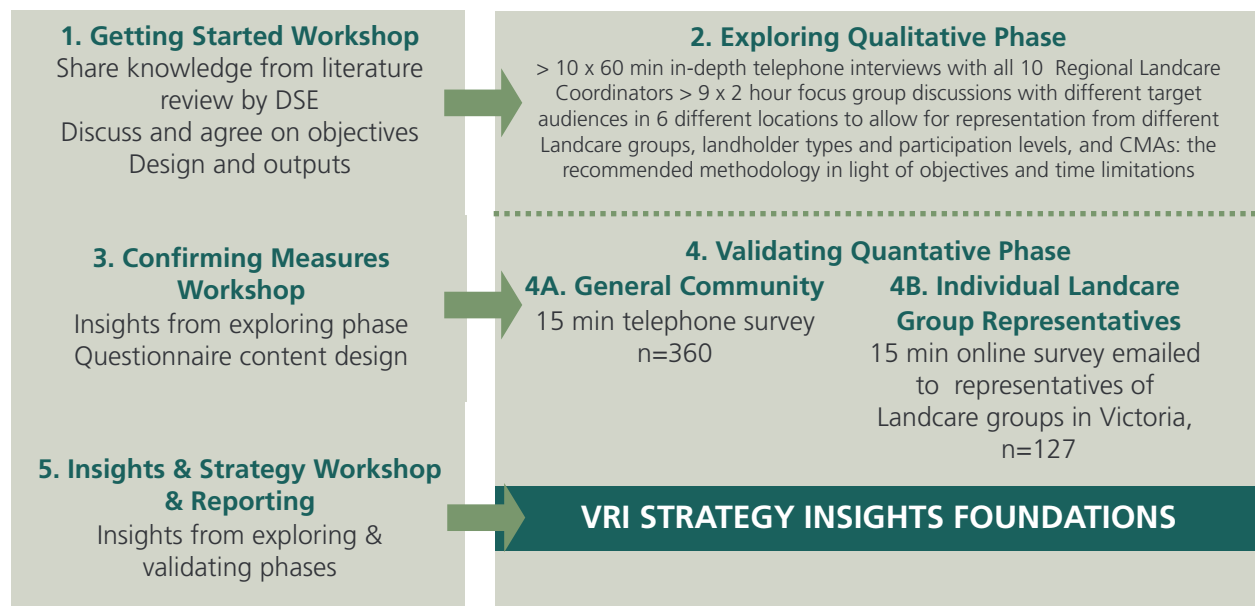 1. Getting Started Workshop
Share knowledge from literature
review by DSE
Discuss and agree on objectives
Design and outputs
2. Exploring Qualitative Phase
> 10 x 60 min in-depth telephone interviews with all 10 Regional Landcare
Coordinators > 9 x 2 hour focus group discussions with different target
audiences in 6 different locations to allow for representation from different
Landcare groups, landholder types and participation levels, and CMAs: the
recommended methodology in light of objectives and time limitations
3. Confirming Measures
Workshop
Insights from exploring phase
Questionnaire content design
4. Validating Quantative Phase
4A. General Community
15 min telephone survey
n=360
4B. Individual Landcare
Group Representatives
15 min online survey emailed
to representatives of
Landcare groups in Victoria,
n=127
5. Insights & Strategy Workshop
& Reporting
Insights from exploring &
validating phases
VRI STRATEGY INSIGHTS FOUNDATIONS